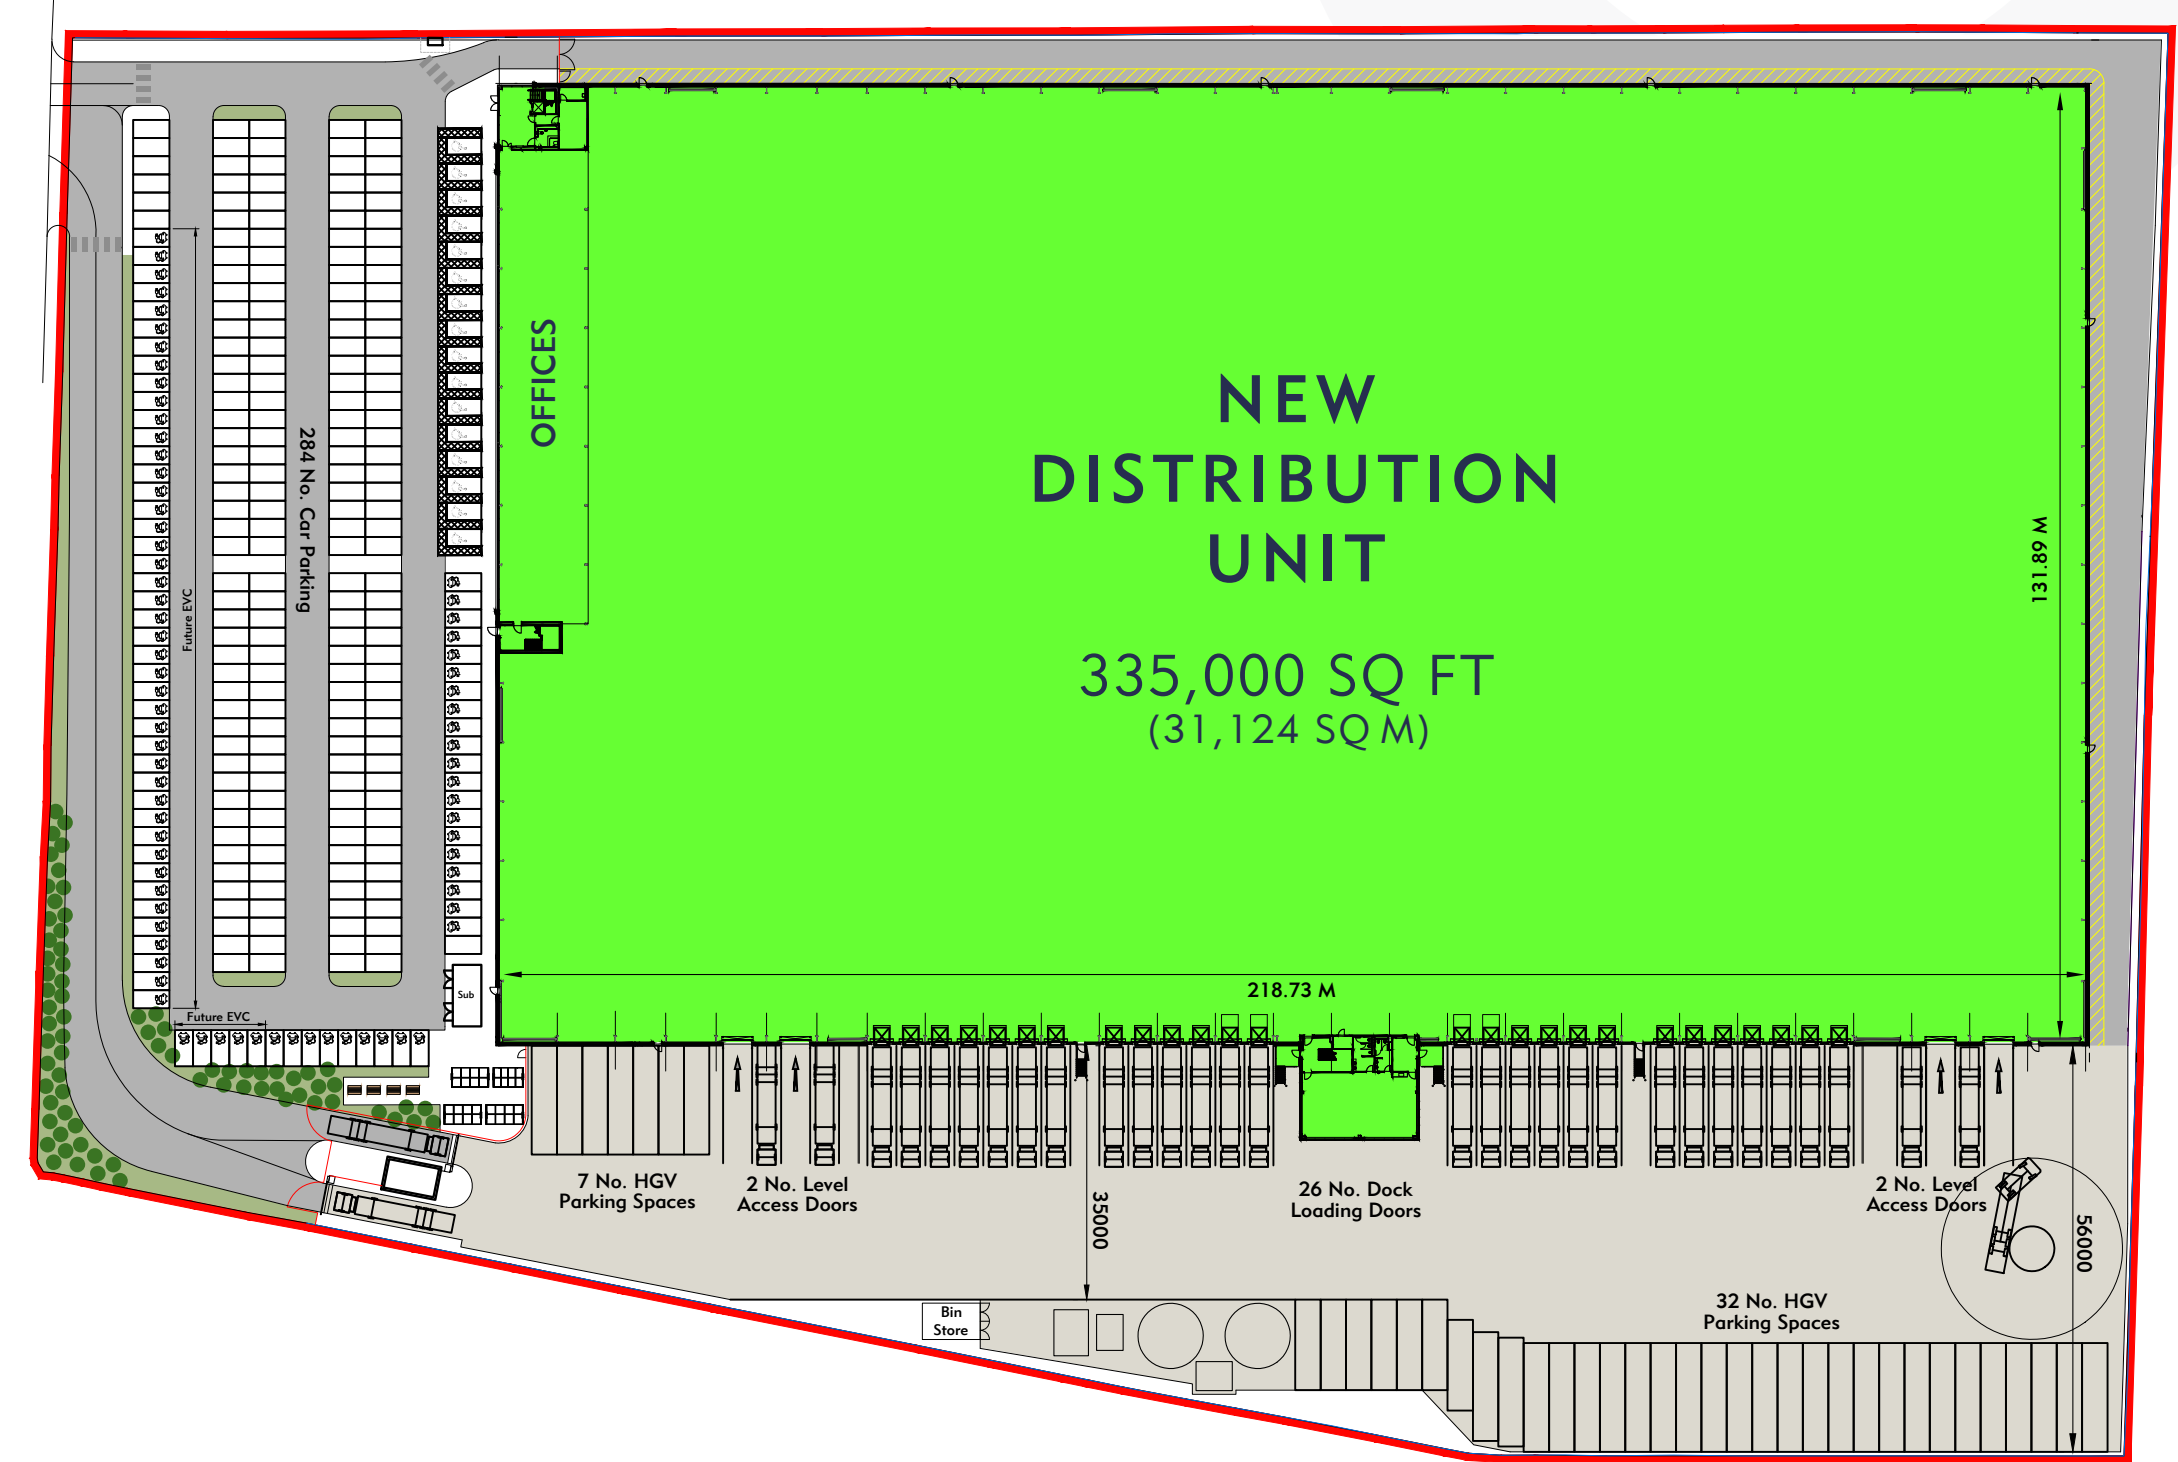 OFFICES
NEW
DISTRIBUTION
UNIT
335,000 SQ FT
(31,124 SQ M)
131.89 M
218.73 M
284 No. Car Parking
Future EVC
Future EVC
Sub
7 No. HGV
Parking Spaces
2 No. Level
Access Doors
35000
26 No. Dock
Loading Doors
2 No. Level
Access Doors
56000
Bin
Store
32 No. HGV
Parking Spaces